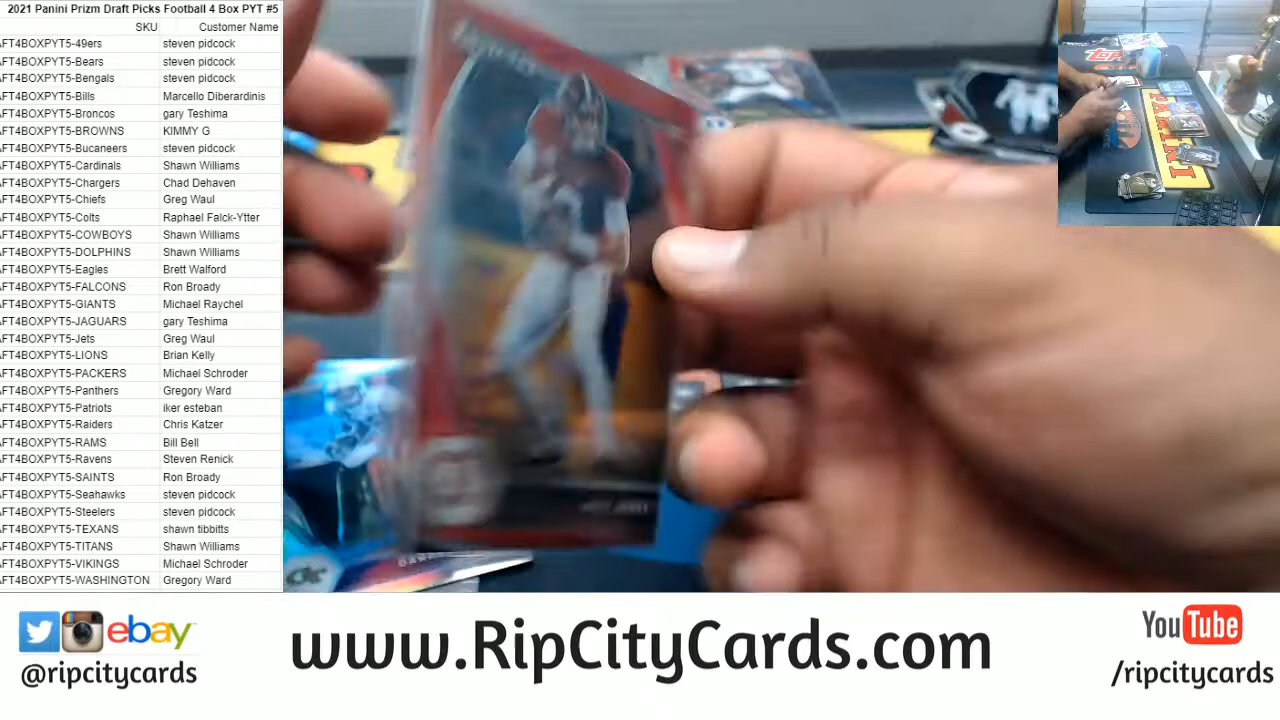 2021 Panini Prizm Draft Picks Football 4 Box PYT #5
SKU Customer Name
AFT4BOXPYT5-49ers steven pidcock
AFT4BOXPYT5-Bears steven pidcock
AFT4BOXPYT5-Bengals steven pidcock
AFT4BOXPYT5-Bills Marcello Diberardinis
AFT4BOXPYT5-Broncos gary Teshima
AFT4BOXPYT5-BROWNS KIMMY G
AFT4BOXPYT5-Bucaneers steven pidcock
AFT4BOXPYT5-Cardinals Shawn Williams
AFT4BOXPYT5-Chargers Chad Dehaven
AFT4BOXPYT5-Chiefs Greg Waul
AFT4BOXPYT5-Colts Raphael Falck-Ytter
AFT4BOXPYT5-COWBOYS Shawn Williams
AFT4BOXPYT5-DOLPHINS Shawn Williams
AFT4BOXPYT5-Eagles Brett Walford
AFT4BOXPYT5-FALCONS Ron Broady
AFT4BOXPYT5-GIANTS Michael Raychel
AFT4BOXPYT5-JAGUARS gary Teshima
AFT4BOXPYT5-Jets Greg Waul
AFT4BOXPYT5-LIONS Brian Kelly
AFT4BOXPYT5-PACKERS Michael Schroder
AFT4BOXPYT5-Panthers Gregory Ward
AFT4BOXPYT5-Patriots iker esteban
AFT4BOXPYT5-Raiders Chris Katzer
AFT4BOXPYT5-RAMS Bill Bell
AFT4BOXPYT5-Ravens Steven Renick
AFT4BOXPYT5-SAINTS Ron Broady
AFT4BOXPYT5-Seahawks steven pidcock
AFT4BOXPYT5-Steelers steven pidcock
AFT4BOXPYT5-TEXANS shawn tibbitts
AFT4BOXPYT5-TITANS Shawn Williams
AFT4BOXPYT5-VIKINGS Michael Schroder
AFT4BOXPYT5-WASHINGTON Gregory Ward
PANINI
ebay
@ripcitycards
www.RipCityCards.com
YouTube
/ripcitycards